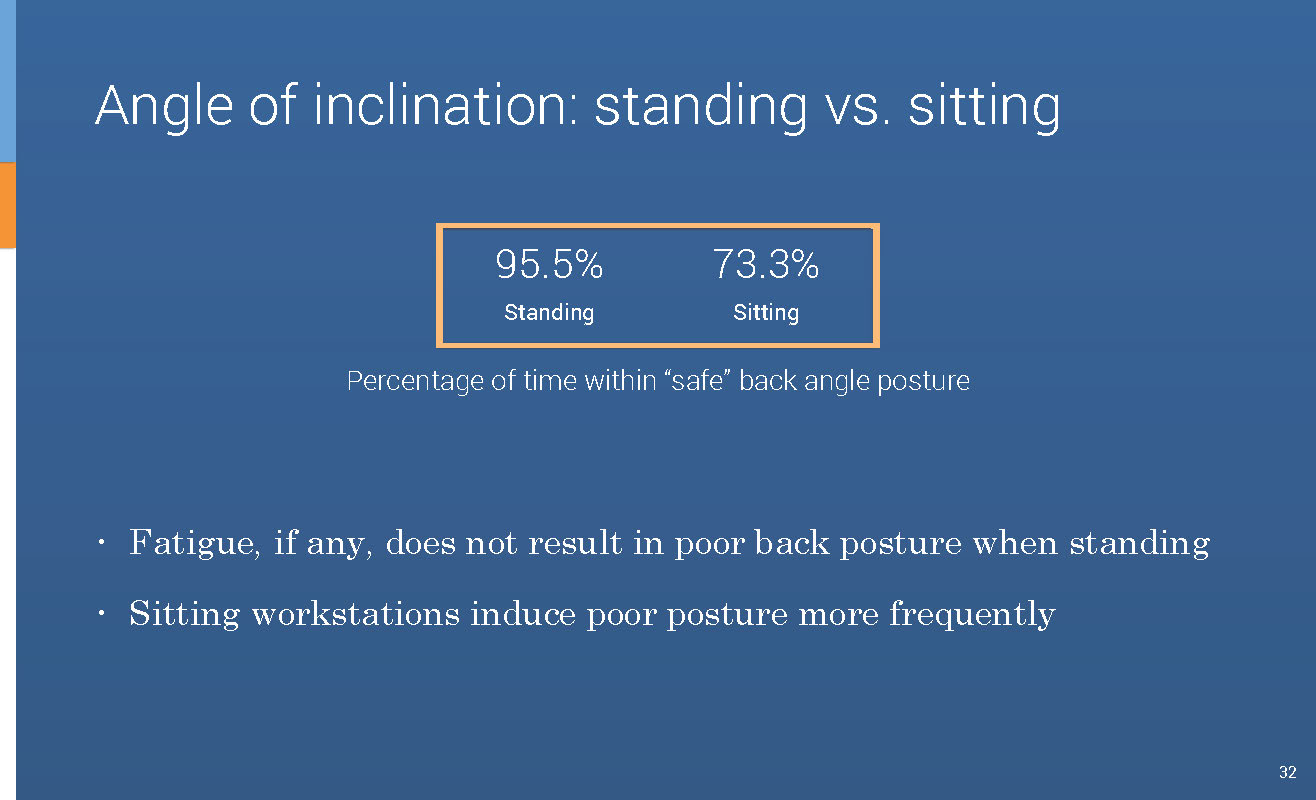 Angle of inclination: standing vs. sitting
95.5% 73.3%
Standing Sitting
Percentage of time within “safe” back angle posture
· Fatigue, if any, does not result in poor back posture when standing
· Sitting workstations induce poor posture more frequently
32